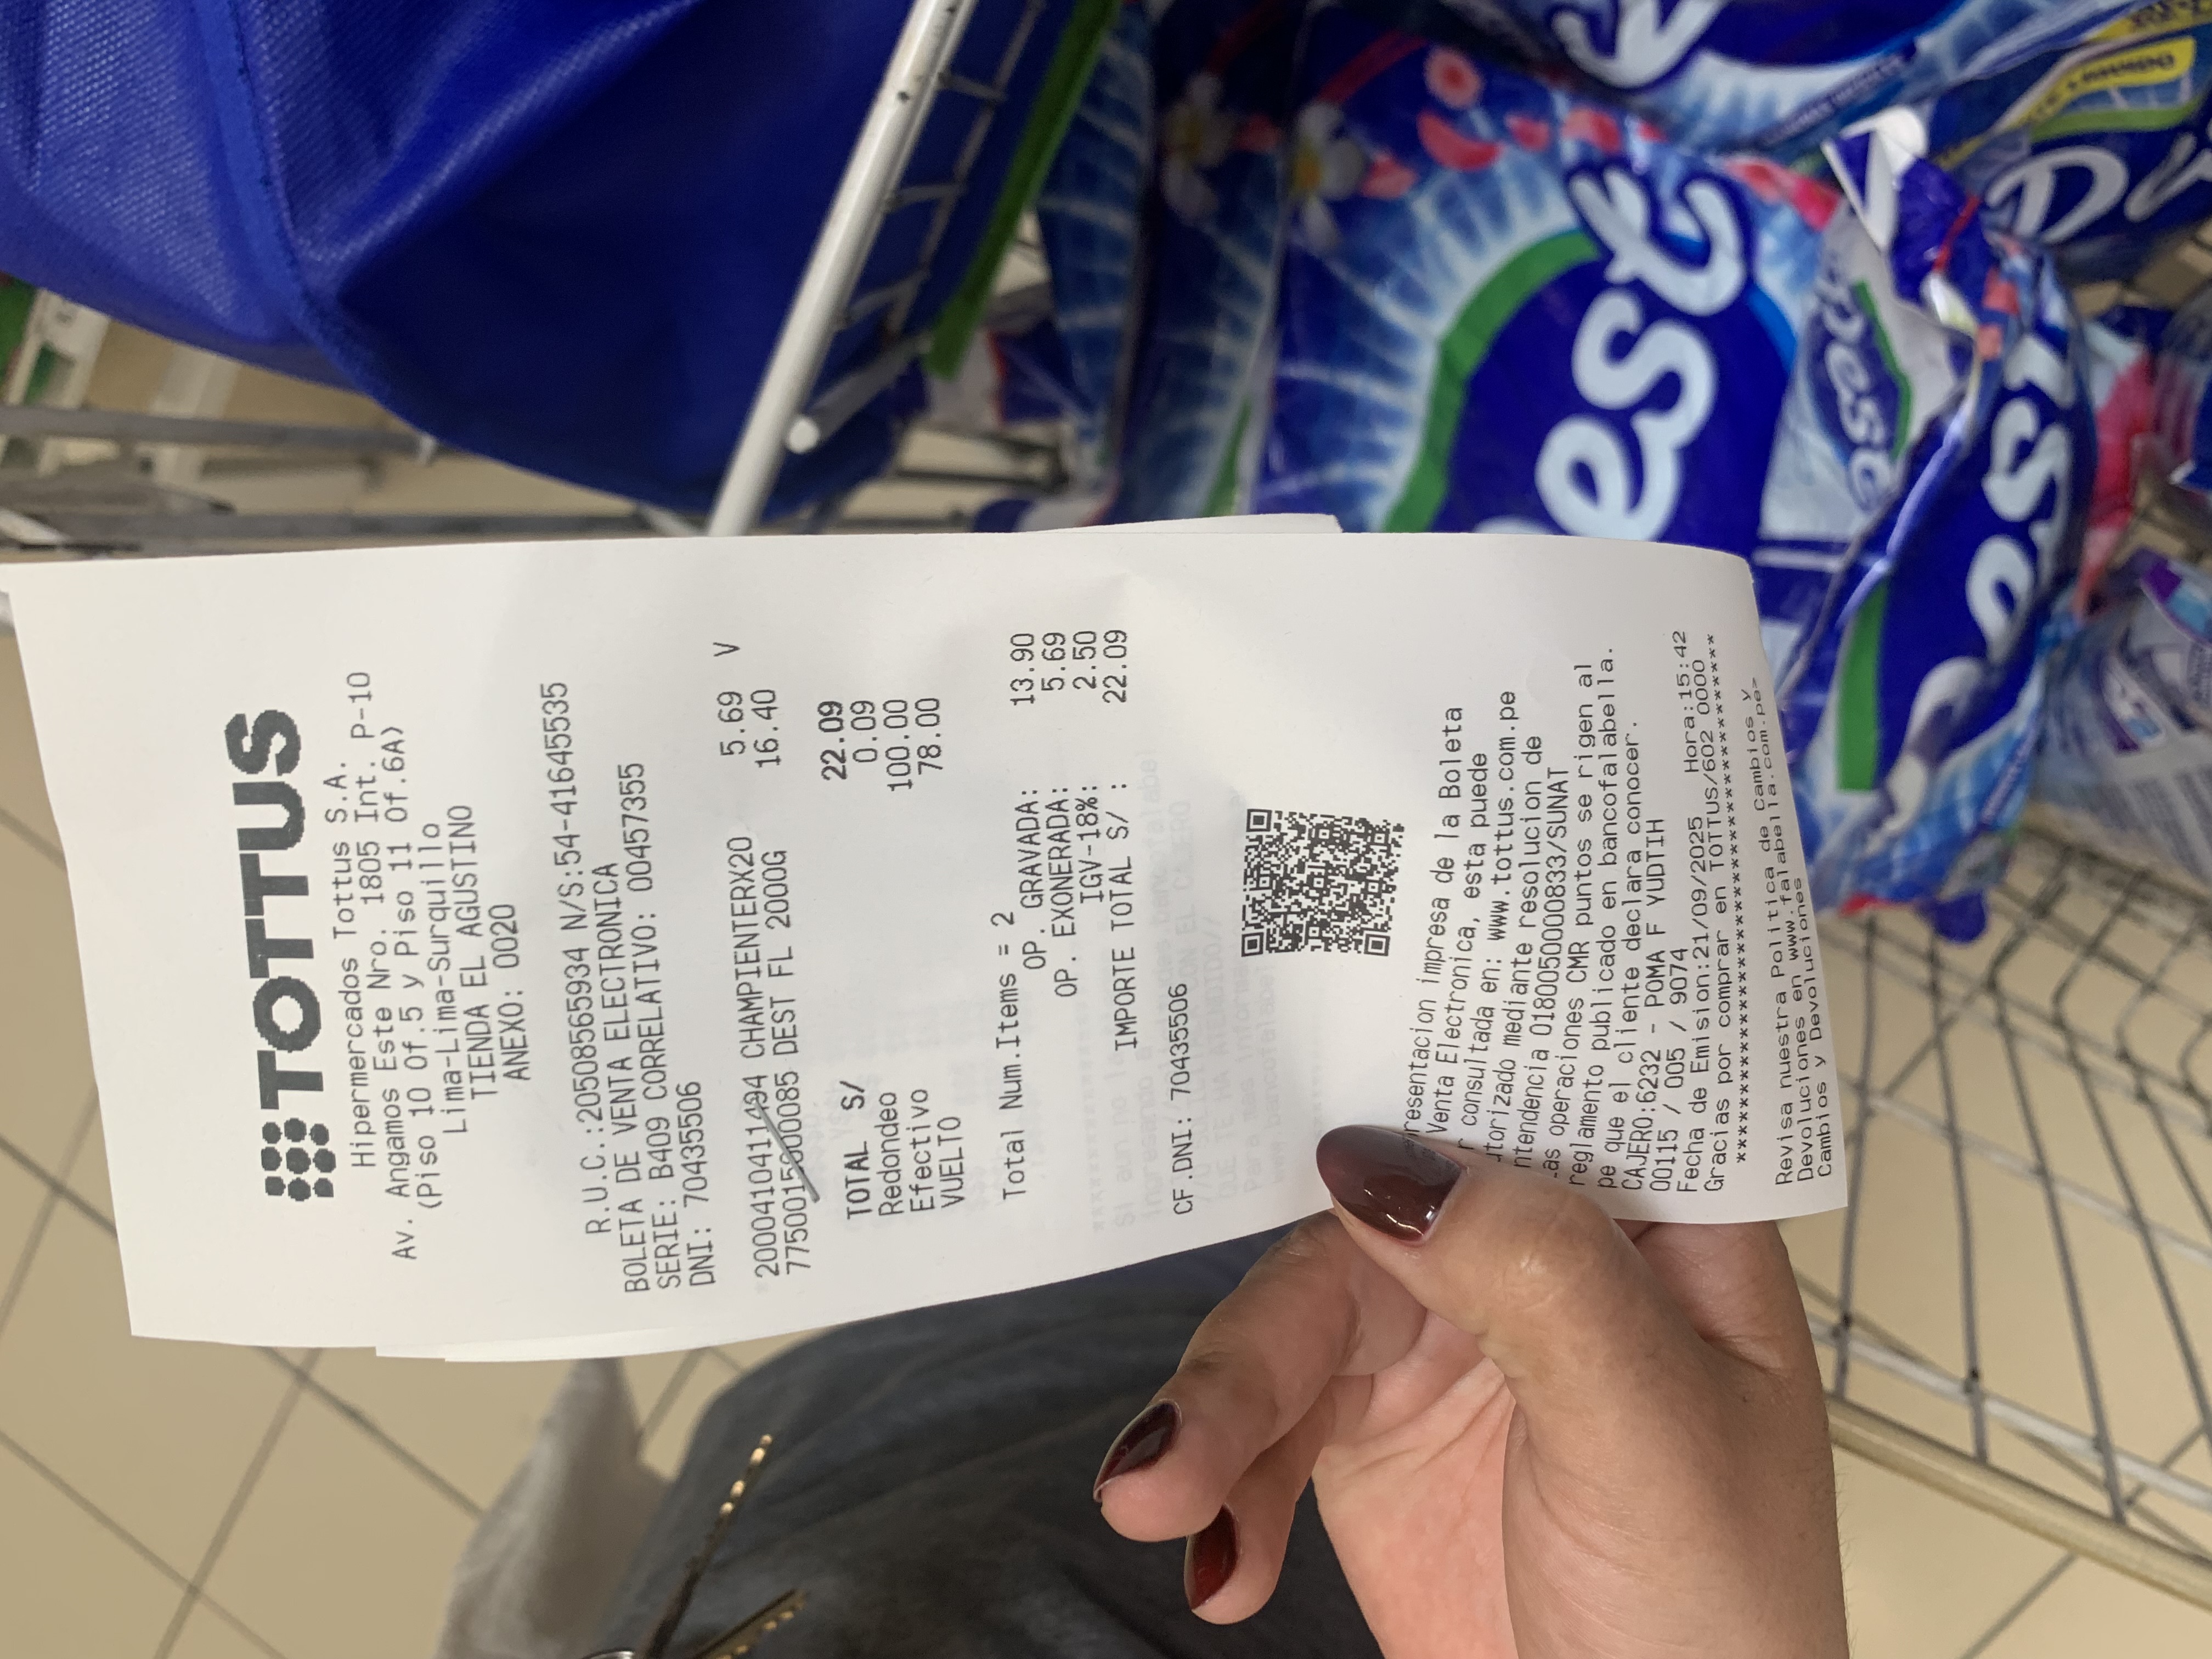 TOTTUS
Hipermercados Tottus S.A.
Av. Angamos Este Nro. 1805 Int. P-10
(Piso 10 Of.5 y Piso 11 Of.6A)
Lima-Lima-Surquillo
TIENDA EL AGUSTINO
ANEXO: 0020
R.U.C.:20508565934 N/S:54-41645535
BOLETA DE VENTA ELECTRONICA
SERIE: B409 CORRELATIVO: 00457355
DNI: 70435506
2000410411494 CHAMPIENTERX20 5.69 V
7750015000085 DEST FL 2000G 16.40
TOTAL S/ 22.09
Redondeo 0.09
Efectivo 100.00
VUELTO 78.00
Total Num.Items = 2
OP. GRAVADA: 13.90
OP. EXONERADA: 5.69
IGV-18%: 2.50
IMPORTE TOTAL S/ : 22.09
CF.DNI: 70435506
resentacion impresa de la Boleta
Venta Electronica, esta puede
r consultada en: www.tottus.com.pe
utorizado mediante resolucion de
ntendencia 0180050000833/SUNAT
Las operaciones CMR puntos se rigen al
reglamento publicado en bancofalabella.
pe que el cliente declara conocer.
CAJERO:6232 - POMA F YUDTIH
00115 / 005 / 9074
Fecha de Emision:21/09/2025 Hora:15:42
Gracias por comprar en TOTTUS/602 0000
***************************************
Revisa nuestra Politica de Cambios y
Devoluciones en www.falabella.com.pe>
Cambios y Devoluciones
est
Dest
est